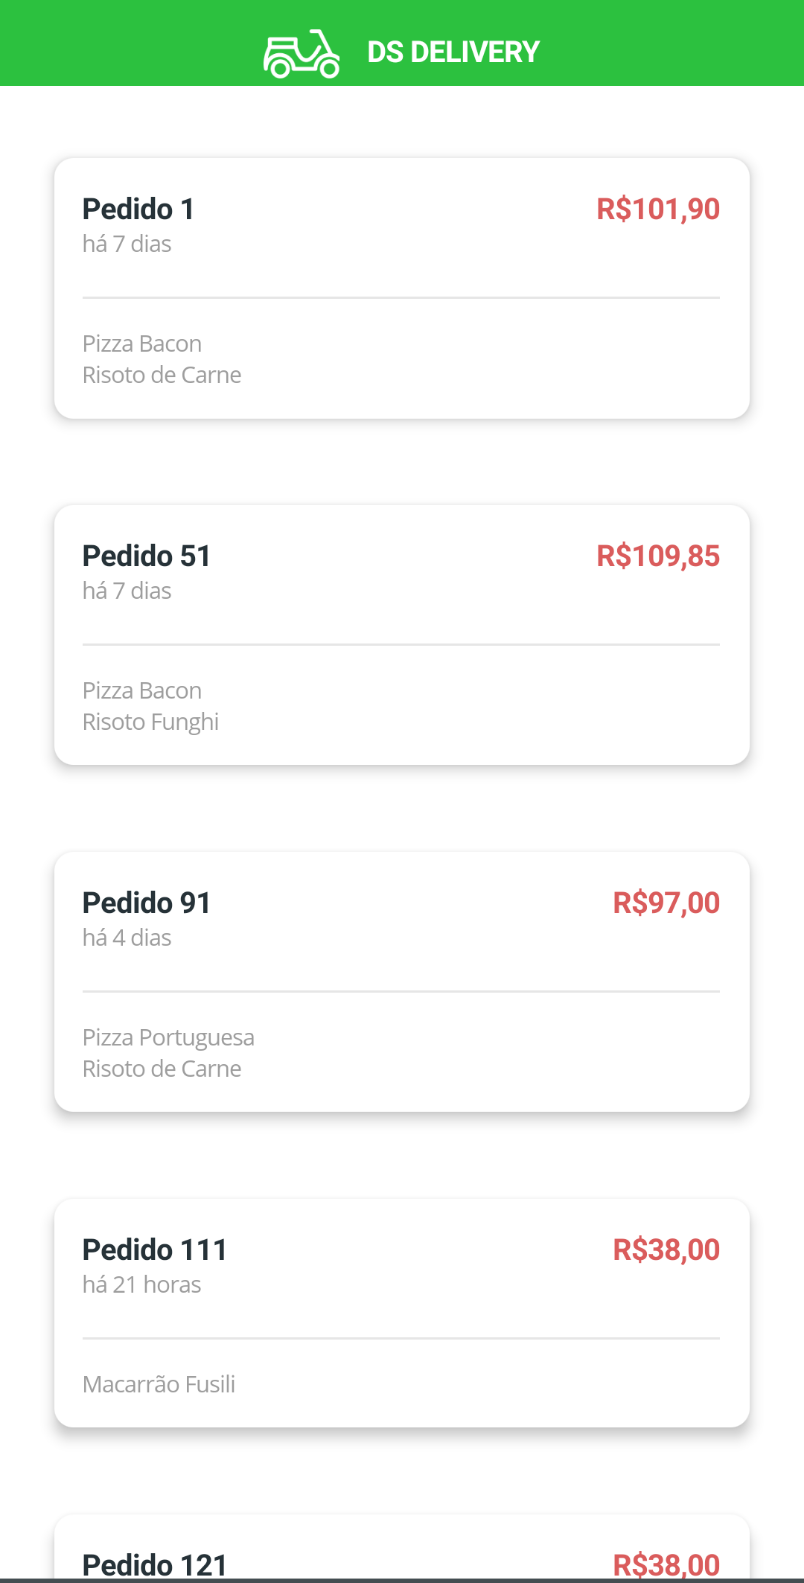 DS DELIVERY
Pedido 1 R$101,90
há 7 dias
Pizza Bacon
Risoto de Carne
Pedido 51 R$109,85
há 7 dias
Pizza Bacon
Risoto Funghi
Pedido 91 R$97,00
há 4 dias
Pizza Portuguesa
Risoto de Carne
Pedido 111 R$38,00
há 21 horas
Macarrão Fusili
Pedido 121 R$38,00